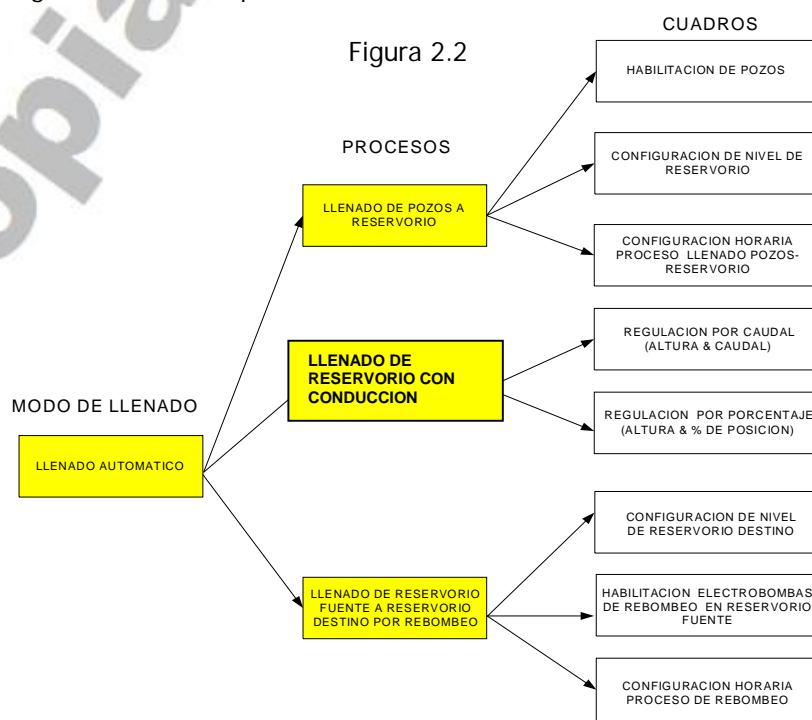 CUADROS
Figura 2.2
HABILITACION DE POZOS
PROCESOS
CONFIGURACION DE NIVEL DE
RESERVORIO
LLENADO DE POZOS A
RESERVORIO
CONFIGURACION HORARIA
PROCESO LLENADO POZOS-
RESERVORIO
REGULACION POR CAUDAL
(ALTURA & CAUDAL)
LLENADO DE
RESERVORIO CON
CONDUCCION
MODO DE LLENADO
REGULACION POR PORCENTAJE
(ALTURA & % DE POSICION)
LLENADO AUTOMATICO
CONFIGURACION DE NIVEL
DE RESERVORIO DESTINO
LLENADO DE RESERVORIO
FUENTE A RESERVORIO
DESTINO POR REBOMBEO
HABILITACION ELECTROBOMBAS
DE REBOMBEO EN RESERVORIO
FUENTE
CONFIGURACION HORARIA
PROCESO DE REBOMBEO